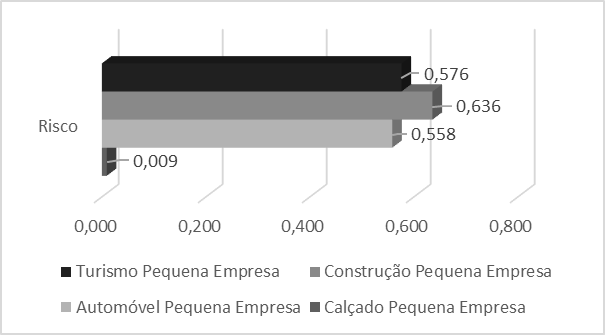 0,576
0,636
Risco
0,558
0,009
0,000 0,200 0,400 0,600 0,800
Turismo Pequena Empresa Construção Pequena Empresa
Automóvel Pequena Empresa Calçado Pequena Empresa